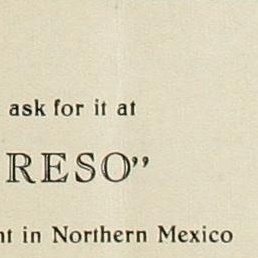 ask for it at
RESO”
nt in Northern Mexico